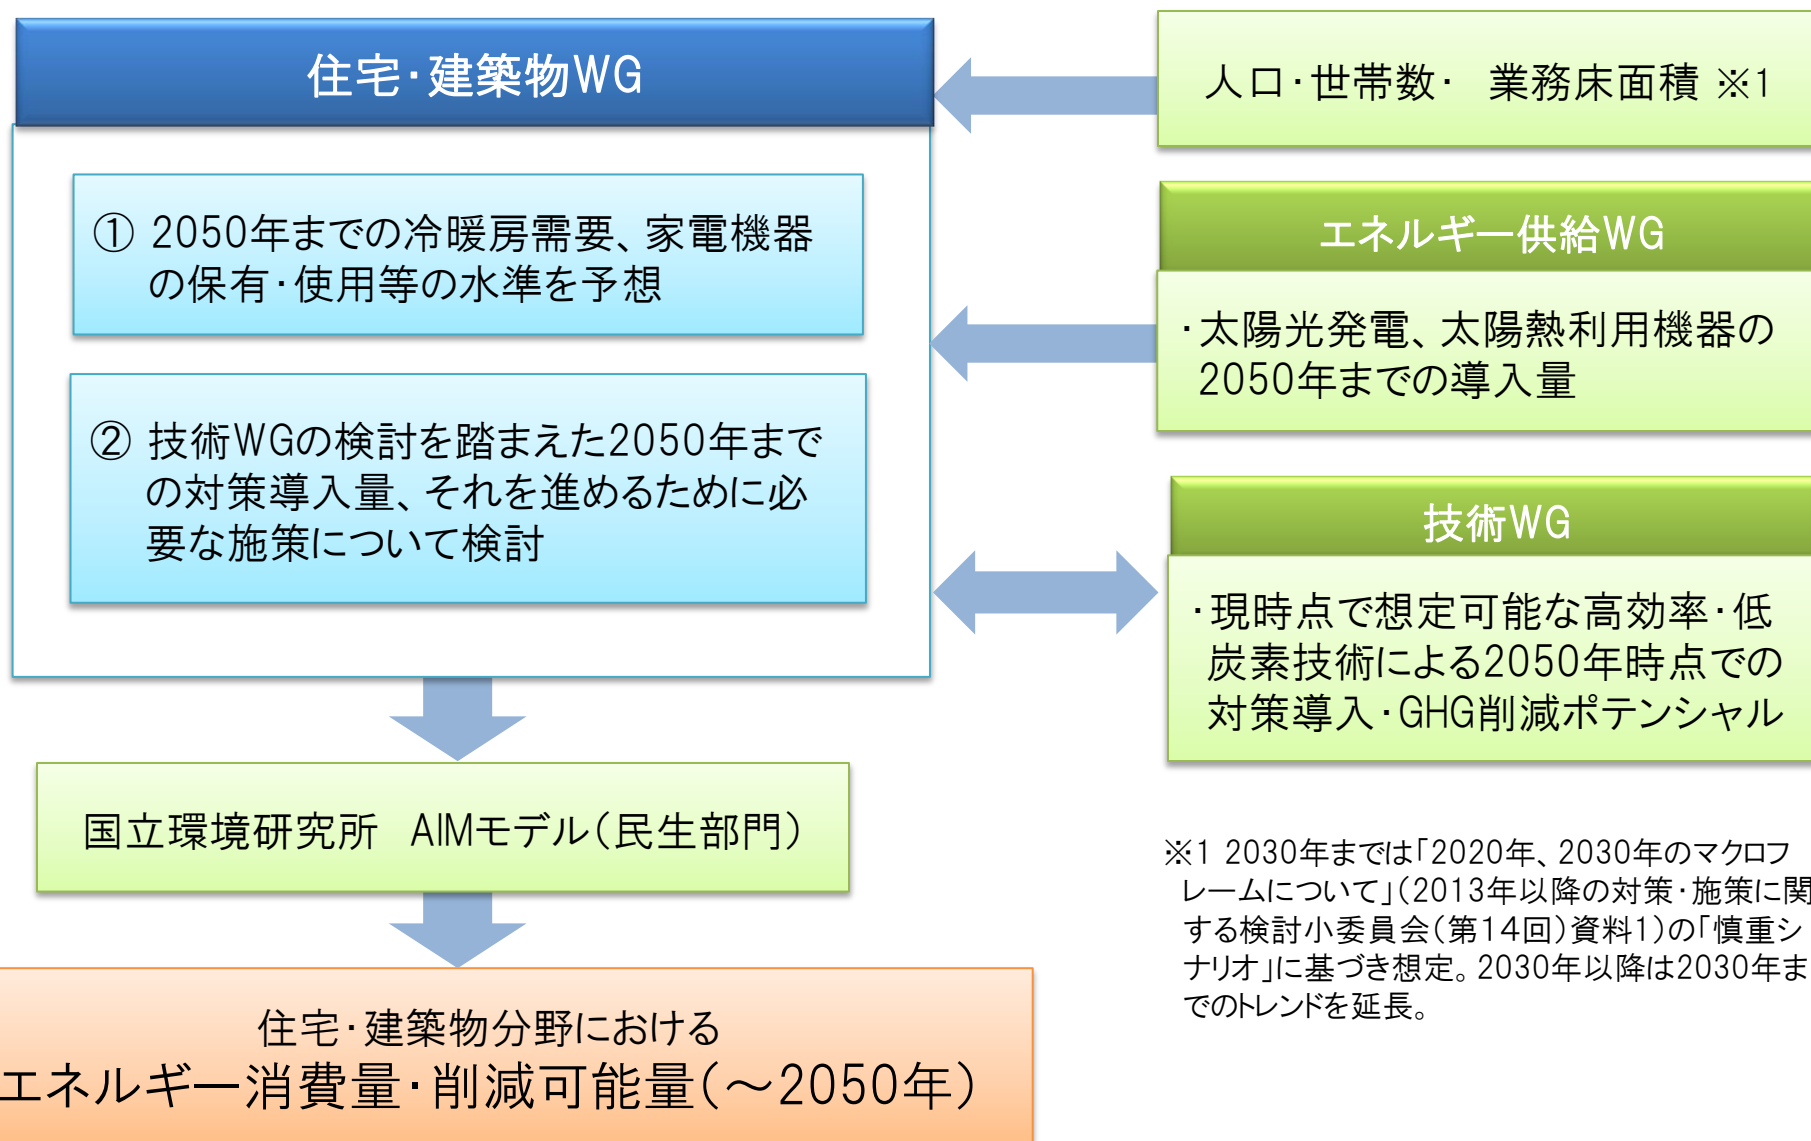 住宅・建築物WG
① 2050年までの冷暖房需要、家電機器
の保有・使用等の水準を予想
② 技術WGの検討を踏まえた2050年まで
の対策導入量、それを進めるために必
要な施策について検討
人口・世帯数・ 業務床面積 ※1
エネルギー供給WG
・太陽光発電、太陽熱利用機器の
2050年までの導入量
技術WG
・現時点で想定可能な高効率・低
炭素技術による2050年時点での
対策導入・GHG削減ポテンシャル
国立環境研究所 AIMモデル（民生部門）
住宅・建築物分野における
エネルギー消費量・削減可能量（～2050年）
※1 2030年までは「2020年、2030年のマクロフ
レームについて」（2013年以降の対策・施策に関
する検討小委員会（第14回）資料1）の「慎重シ
ナリオ」に基づき想定。2030年以降は2030年ま
でのトレンドを延長。